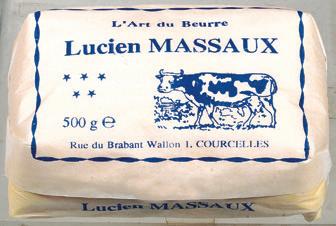 L'Art du Beurre
Lucien MASSAUX
500 g ℮
Rue du Brabant Wallon 1, COURCELLES
Lucien MASSAUX